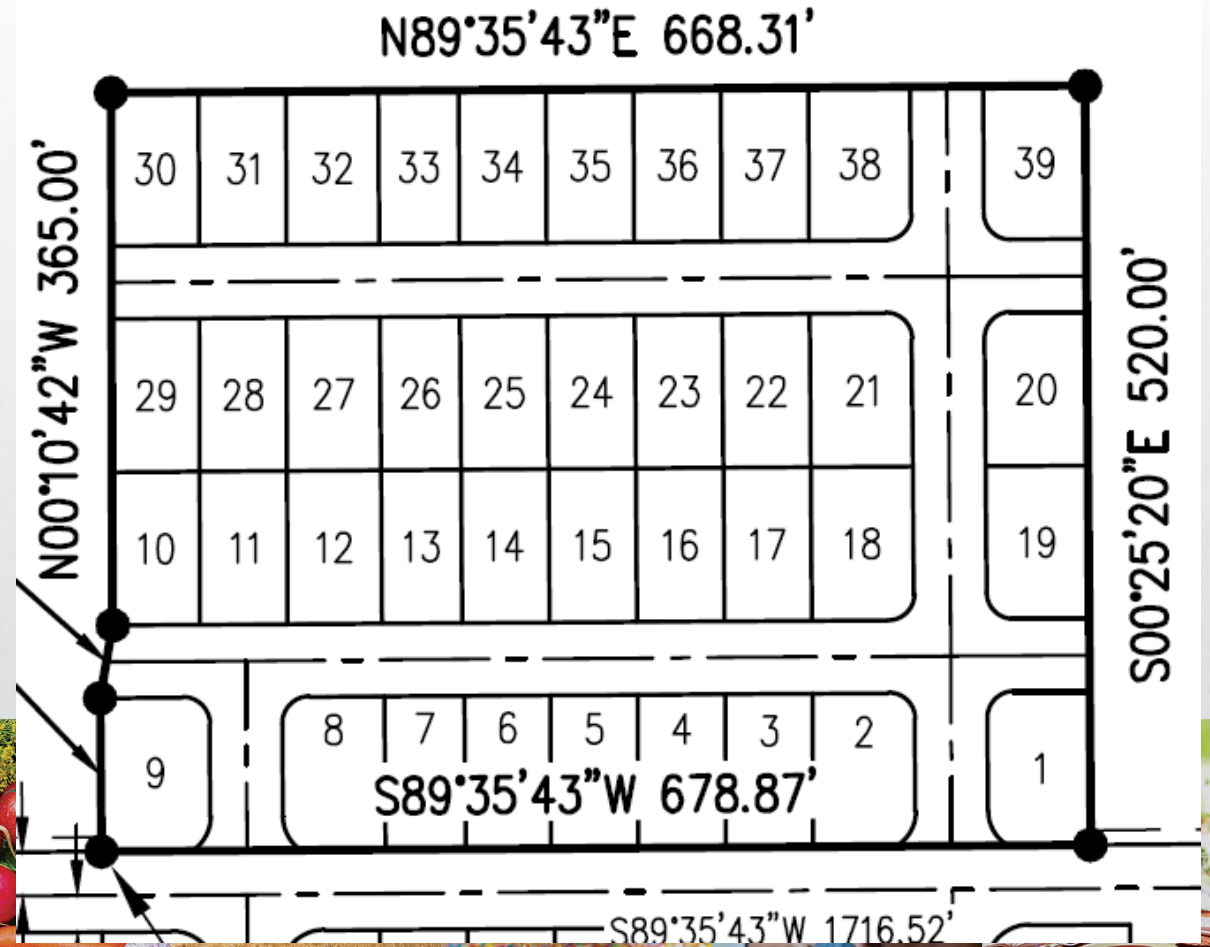 N89°35'43"E 668.31'
30 31 32 33 34 35 36 37 38 39
N00°10'42"W 365.00'
S00°25'20"E 520.00'
29 28 27 26 25 24 23 22 21 20
10 11 12 13 14 15 16 17 18 19
9 8 7 6 5 4 3 2 1
S89°35'43"W 678.87'
S89°35'43"W 1716.52'